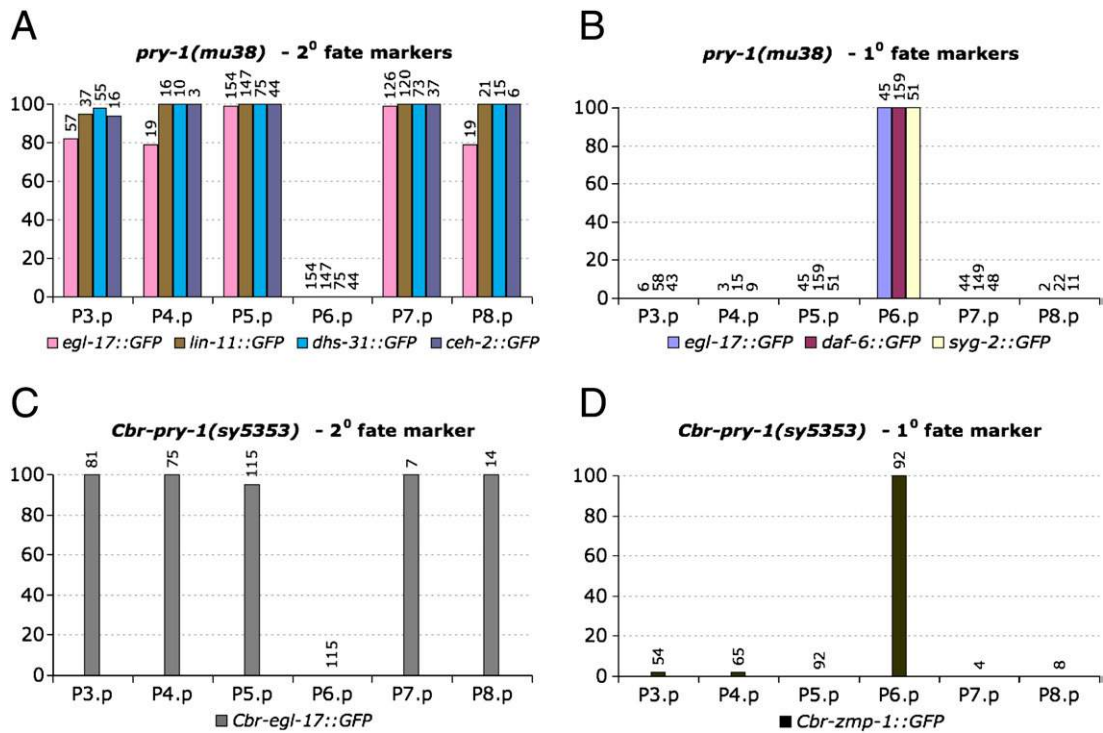 A
pry-1(mu38) - 2⁰ fate markers
100
80
60
40
20
0
57 37 55 16
19 16 10 3
154 147 75 44
154 147 75 44
126 120 73 37
19 21 15 6
P3.p P4.p P5.p P6.p P7.p P8.p
egl-17::GFP lin-11::GFP dhs-31::GFP ceh-2::GFP
B
pry-1(mu38) - 1⁰ fate markers
100
80
60
40
20
0
6 58 43
3 15 9
45 159 51
45 159 51
44 149 48
2 22 11
P3.p P4.p P5.p P6.p P7.p P8.p
egl-17::GFP daf-6::GFP syg-2::GFP
C
Cbr-pry-1(sy5353) - 2⁰ fate marker
100
80
60
40
20
0
81 75 115 115 7 14
P3.p P4.p P5.p P6.p P7.p P8.p
Cbr-egl-17::GFP
D
Cbr-pry-1(sy5353) - 1⁰ fate marker
100
80
60
40
20
0
54 65 92 92 4 8
P3.p P4.p P5.p P6.p P7.p P8.p
Cbr-zmp-1::GFP